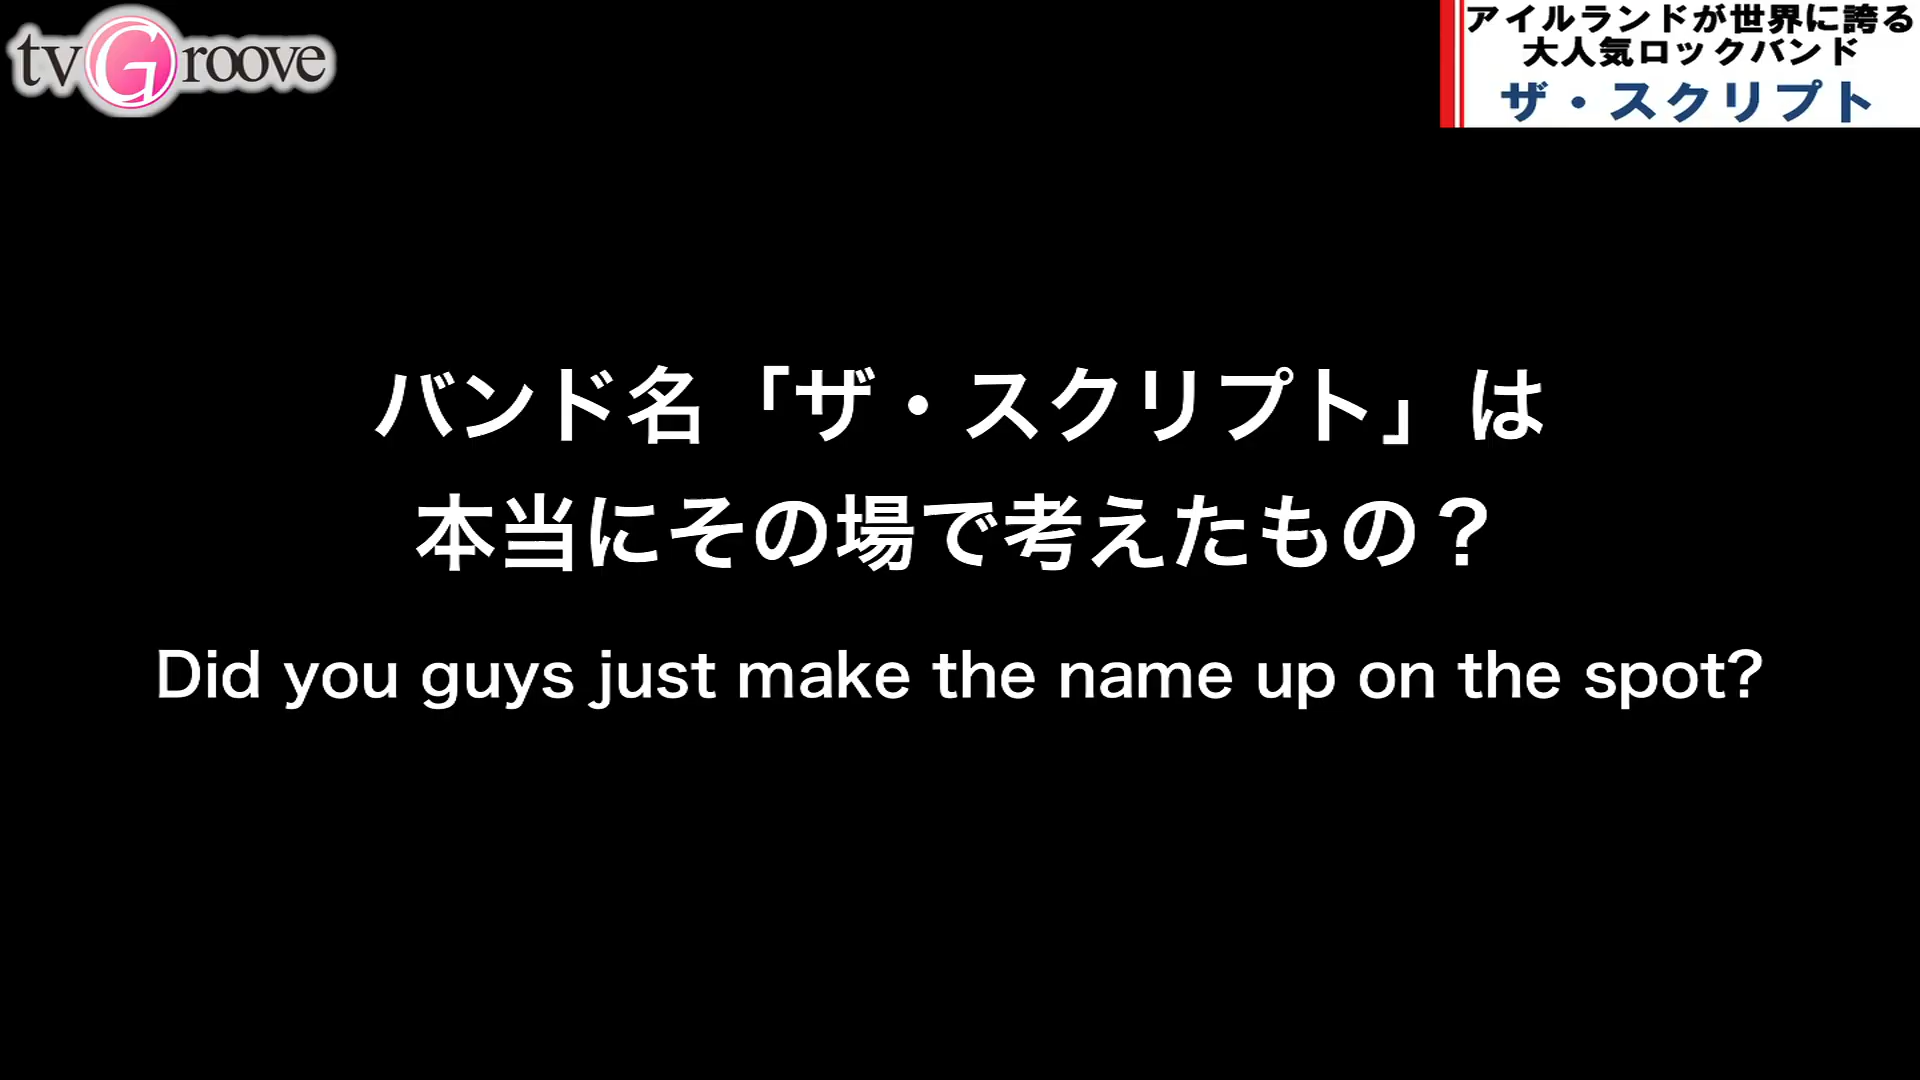 tvGroove
アイルランドが世界に誇る
大人気ロックバンド
ザ・スクリプト
バンド名「ザ・スクリプト」は
本当にその場で考えたもの？
Did you guys just make the name up on the spot?